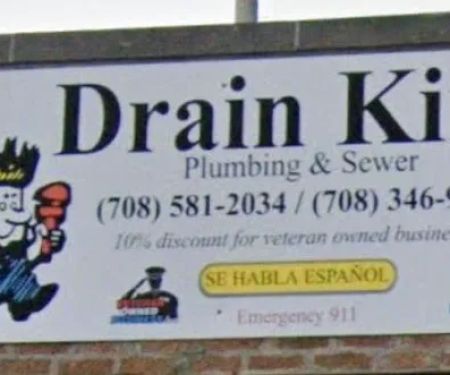 Drain Ki
Plumbing & Sewer
(708) 581-2034 / (708) 346-9
10% discount for veteran owned busine
SE HABLA ESPAÑOL
Emergency 911